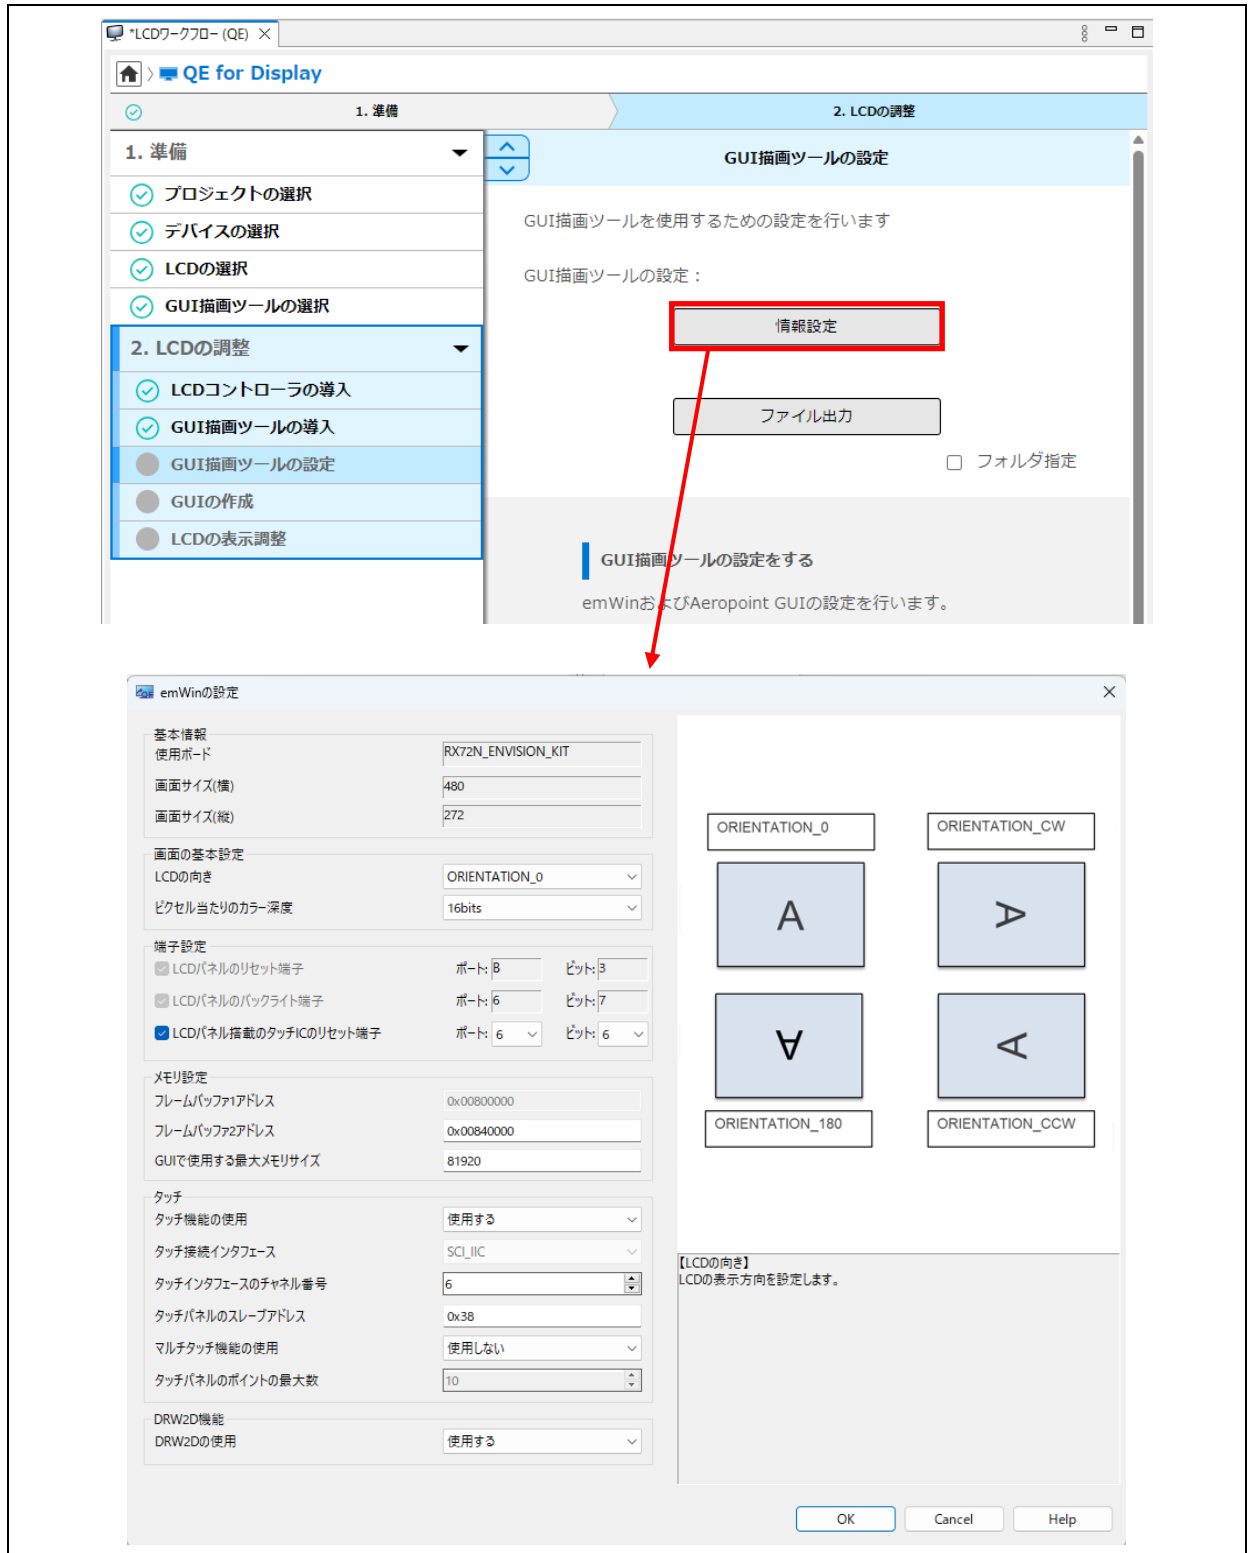 *LCDワークフロー (QE)
QE for Display
1. 準備
2. LCDの調整
1. 準備
プロジェクトの選択
デバイスの選択
LCDの選択
GUI描画ツールの選択
2. LCDの調整
LCDコントローラの導入
GUI描画ツールの導入
GUI描画ツールの設定
GUIの作成
LCDの表示調整
GUI描画ツールの設定
GUI描画ツールを使用するための設定を行います
GUI描画ツールの設定：
情報設定
ファイル出力
フォルダ指定
GUI描画ツールの設定をする
emWinおよびAeropoint GUIの設定を行います。
emWinの設定
基本情報
使用ボード RX72N_ENVISION_KIT
画面サイズ(横) 480
画面サイズ(縦) 272
画面の基本設定
LCDの向き ORIENTATION_0
ピクセル当たりのカラー深度 16bits
端子設定
LCDパネルのリセット端子 ポート: B ビット: 3
LCDパネルのバックライト端子 ポート: 6 ビット: 7
LCDパネル搭載のタッチICのリセット端子 ポート: 6 ビット: 6
メモリ設定
フレームバッファ1アドレス 0x00800000
フレームバッファ2アドレス 0x00840000
GUIで使用する最大メモリサイズ 81920
タッチ
タッチ機能の使用 使用する
タッチ接続インタフェース SCI_IIC
タッチインタフェースのチャネル番号 6
タッチパネルのスレーブアドレス 0x38
マルチタッチ機能の使用 使用しない
タッチパネルのポイントの最大数 10
DRW2D機能
DRW2Dの使用 使用する
ORIENTATION_0 ORIENTATION_CW
A A
A A
ORIENTATION_180 ORIENTATION_CCW
【LCDの向き】
LCDの表示方向を設定します。
OK Cancel Help